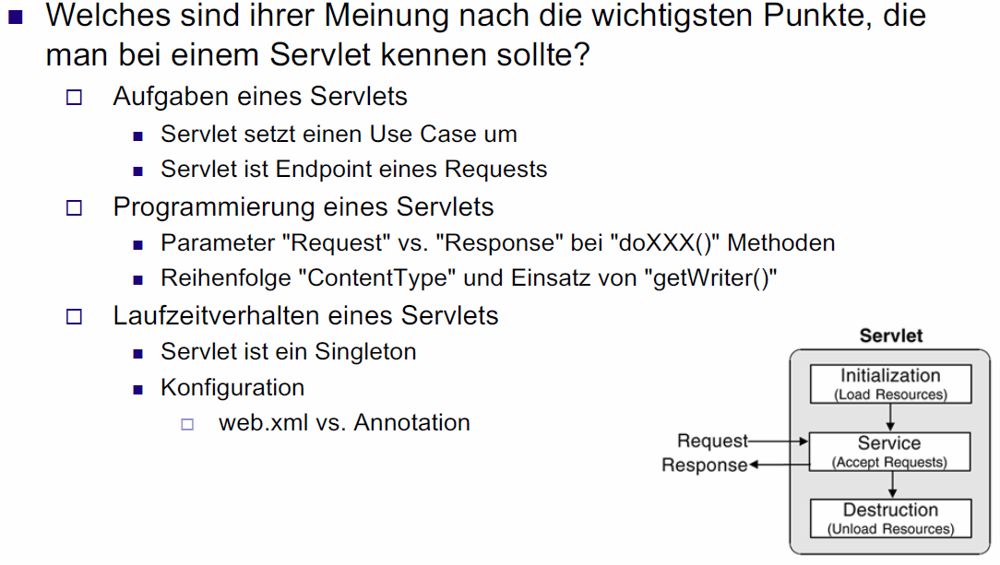 Welches sind ihrer Meinung nach die wichtigsten Punkte, die
man bei einem Servlet kennen sollte?
Aufgaben eines Servlets
Servlet setzt einen Use Case um
Servlet ist Endpoint eines Requests
Programmierung eines Servlets
Parameter "Request" vs. "Response" bei "doXXX()" Methoden
Reihenfolge "ContentType" und Einsatz von "getWriter()"
Laufzeitverhalten eines Servlets
Servlet ist ein Singleton
Konfiguration
web.xml vs. Annotation
Servlet
Initialization
(Load Resources)
Request
Response
Service
(Accept Requests)
Destruction
(Unload Resources)